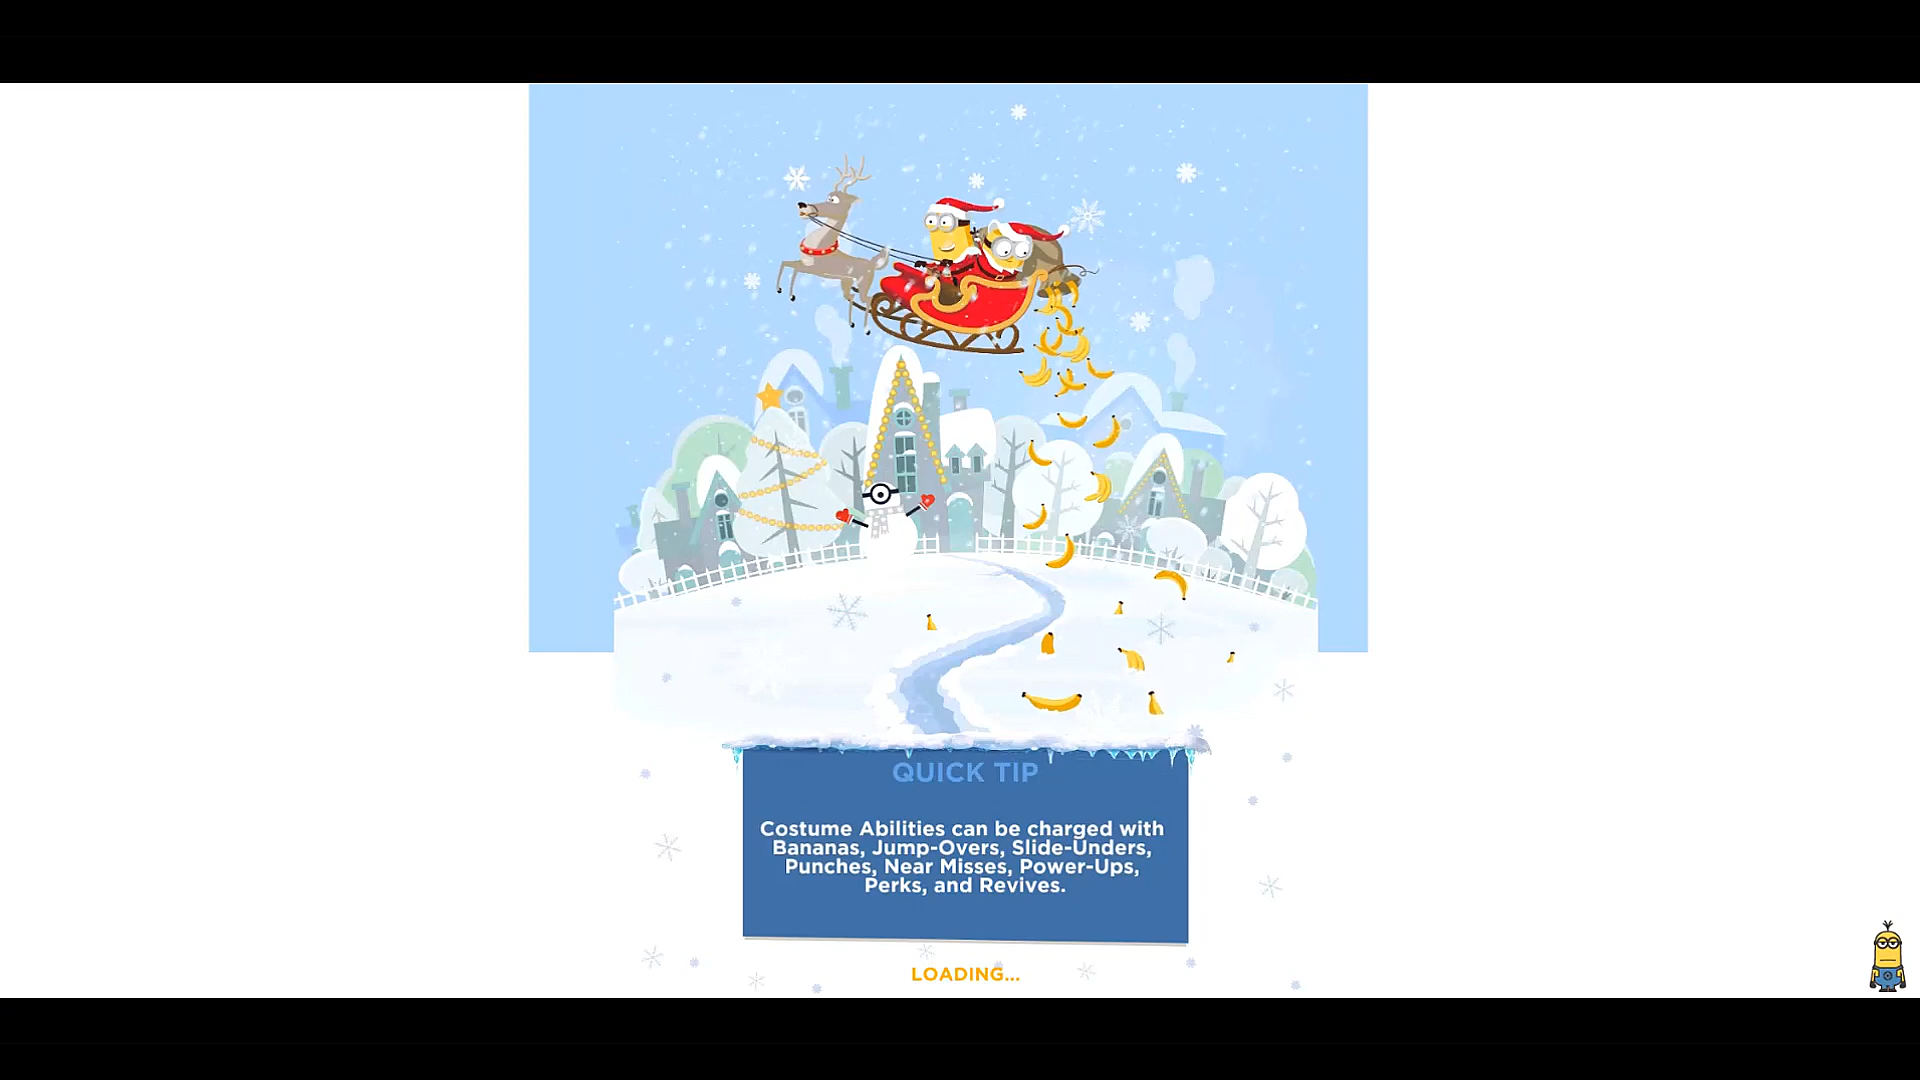 QUICK TIP
Costume Abilities can be charged with
Bananas, Jump-Overs, Slide-Unders,
Punches, Near Misses, Power-Ups,
Perks, and Revives.
LOADING...